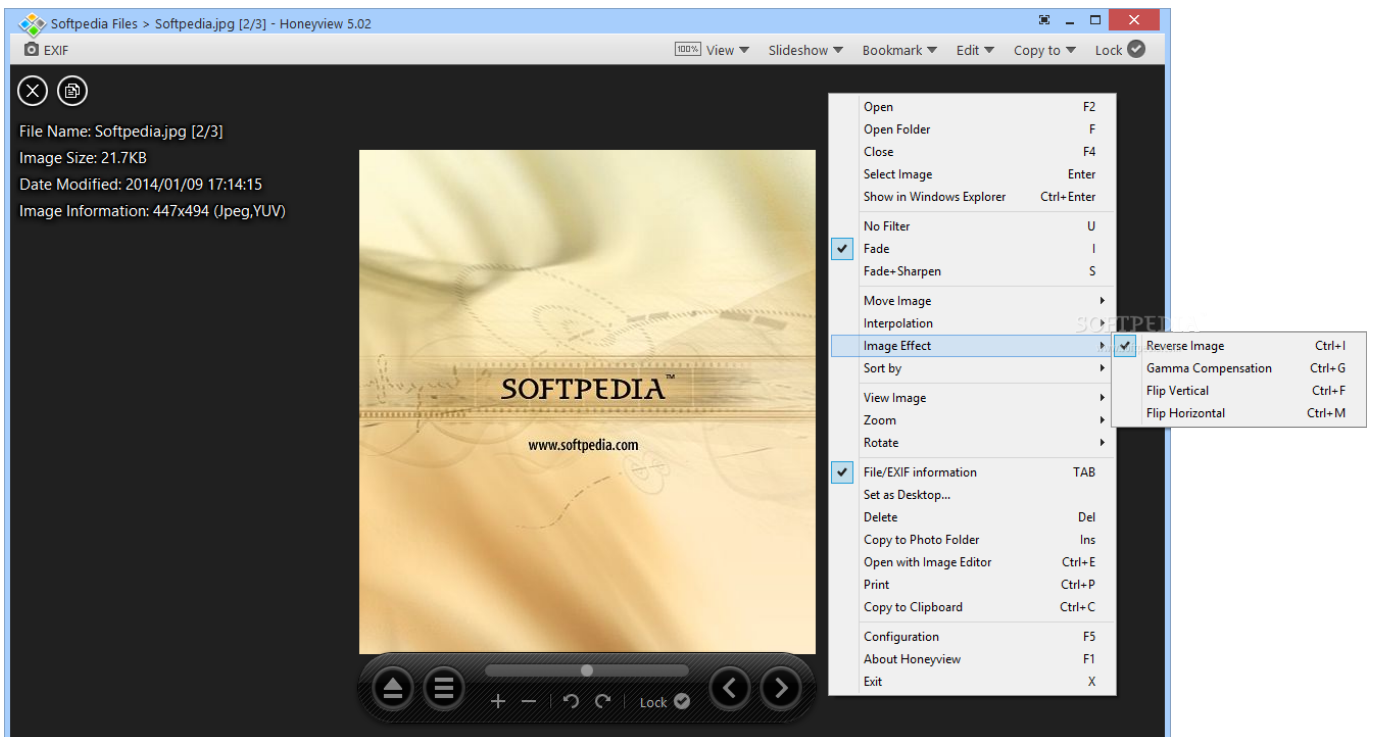 Softpedia Files > Softpedia.jpg [2/3] - Honeyview 5.02
EXIF
100% View Slideshow Bookmark Edit Copy to Lock
File Name: Softpedia.jpg [2/3]
Image Size: 21.7KB
Date Modified: 2014/01/09 17:14:15
Image Information: 447x494 (Jpeg,YUV)
SOFTPEDIA™
www.softpedia.com
Lock
Open F2
Open Folder F
Close F4
Select Image Enter
Show in Windows Explorer Ctrl+Enter
No Filter U
Fade I
Fade+Sharpen S
Move Image
Interpolation
Image Effect
Sort by
View Image
Zoom
Rotate
File/EXIF information TAB
Set as Desktop...
Delete Del
Copy to Photo Folder Ins
Open with Image Editor Ctrl+E
Print Ctrl+P
Copy to Clipboard Ctrl+C
Configuration F5
About Honeyview F1
Exit X
SOFTPEDIA
Reverse Image Ctrl+I
Gamma Compensation Ctrl+G
Flip Vertical Ctrl+F
Flip Horizontal Ctrl+M